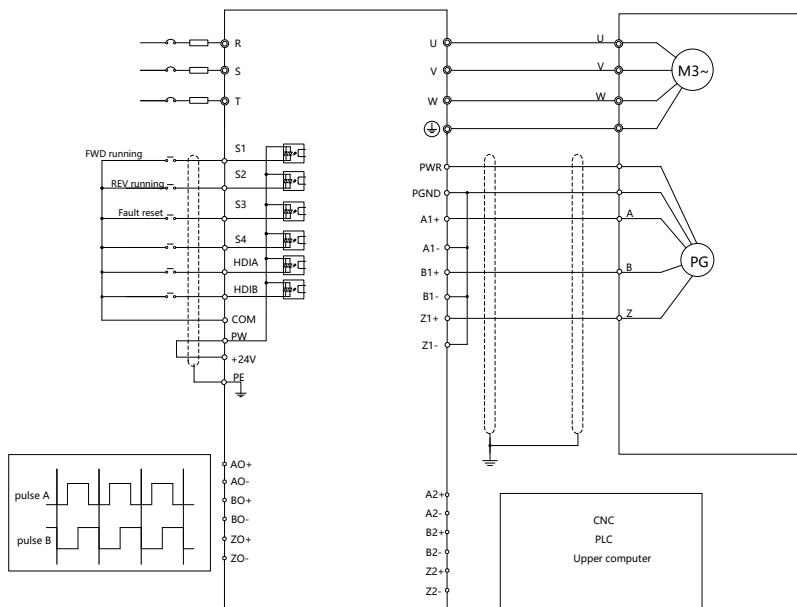 R
S
T
U
V
W
U
V
W
M3~
FWD running
REV running
Fault reset
S1
S2
S3
S4
HDIA
HDIB
COM
PW
+24V
PE
PWR
PGND
A1+
A1-
B1+
B1-
Z1+
Z1-
A
B
Z
PG
pulse A
pulse B
AO+
AO-
BO+
BO-
ZO+
ZO-
A2+
A2-
B2+
B2-
Z2+
Z2-
CNC
PLC
Upper computer